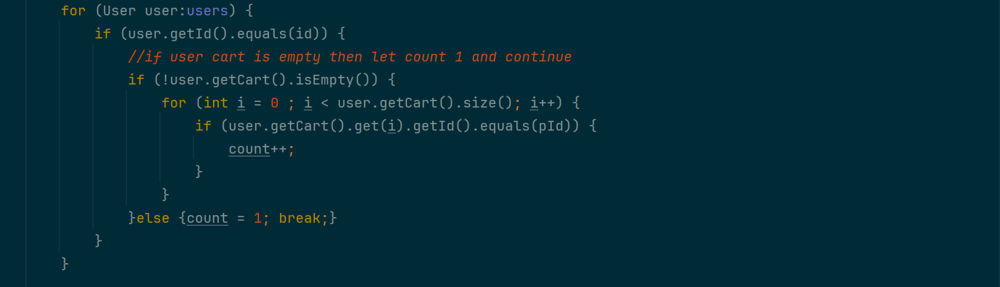 for (User user:users) {
if (user.getId().equals(id)) {
//if user cart is empty then let count 1 and continue
if (!user.getCart().isEmpty()) {
for (int i = 0 ; i < user.getCart().size(); i++) {
if (user.getCart().get(i).getId().equals(pId)) {
count++;
}
}
}else {count = 1; break;}
}
}